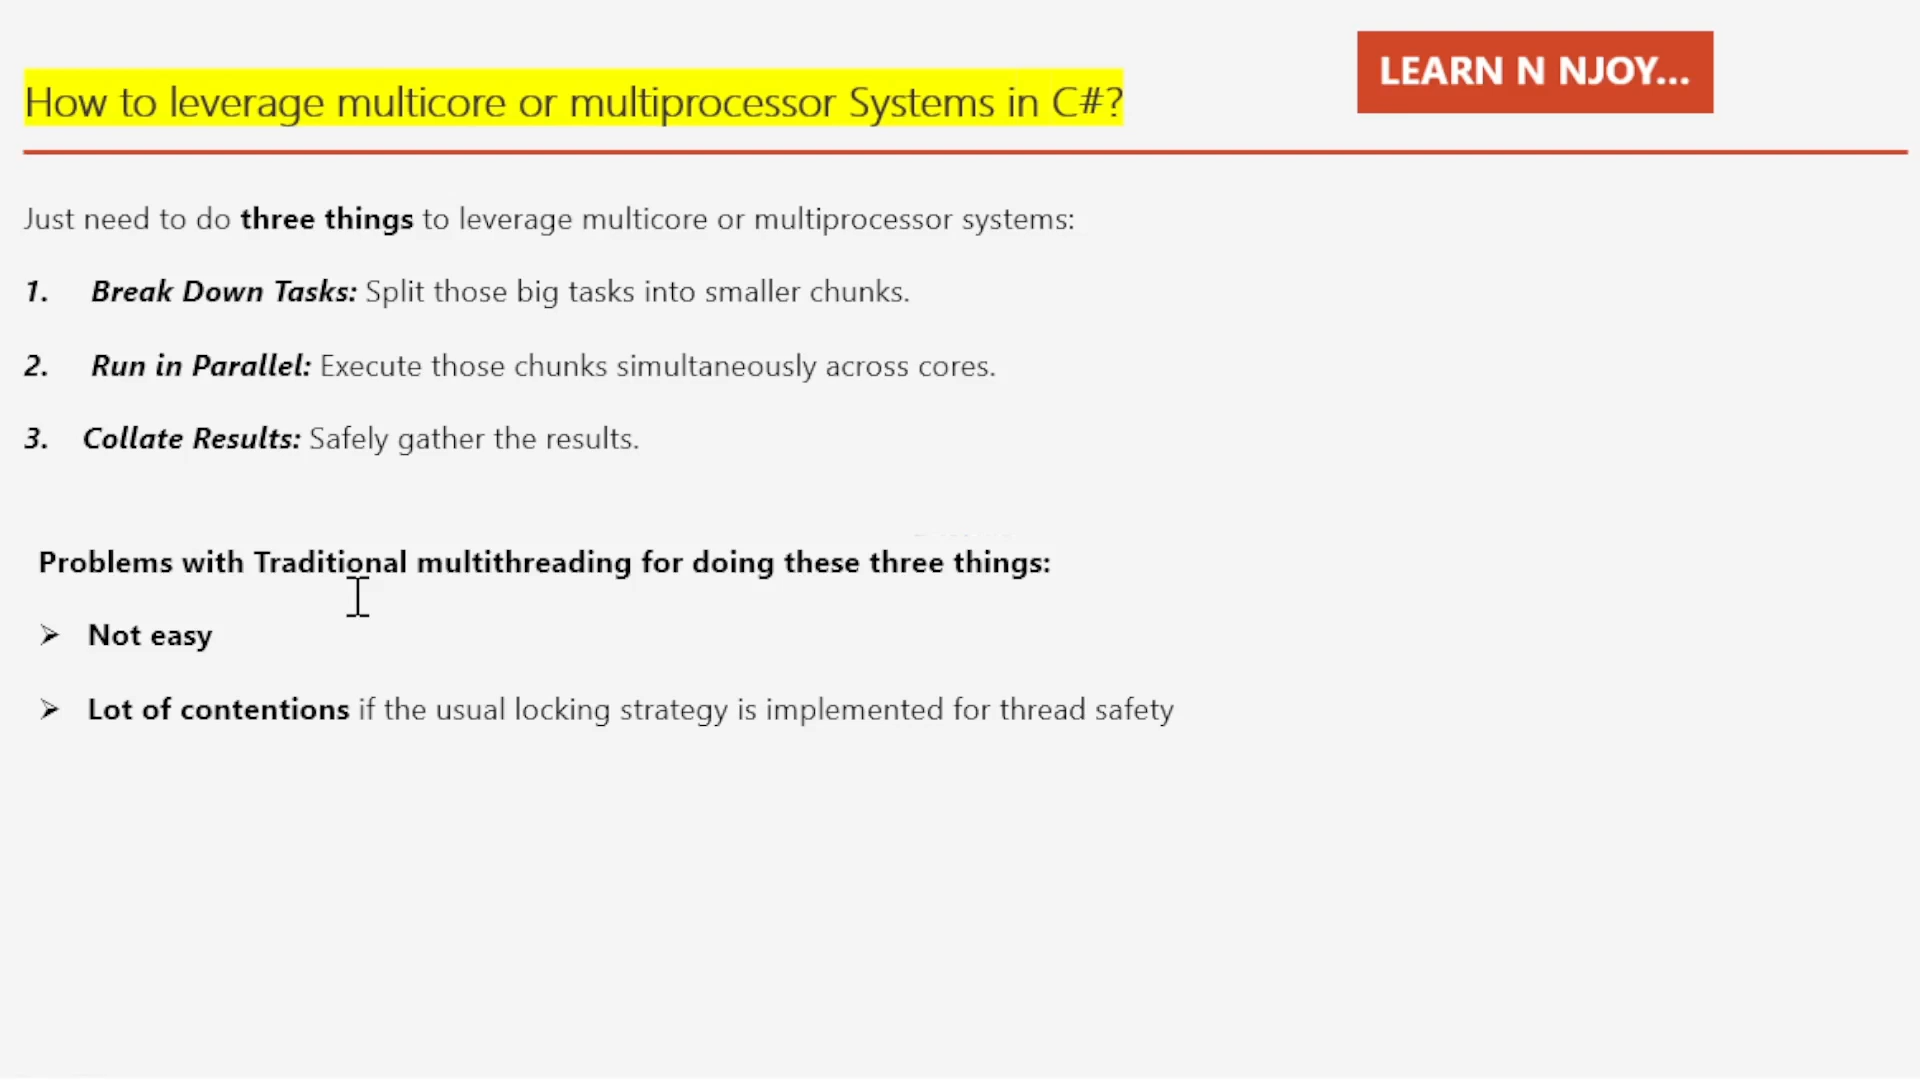 LEARN N NJOY...
How to leverage multicore or multiprocessor Systems in C#?
Just need to do three things to leverage multicore or multiprocessor systems:
1. Break Down Tasks: Split those big tasks into smaller chunks.
2. Run in Parallel: Execute those chunks simultaneously across cores.
3. Collate Results: Safely gather the results.
Problems with Traditional multithreading for doing these three things:
➢ Not easy
➢ Lot of contentions if the usual locking strategy is implemented for thread safety